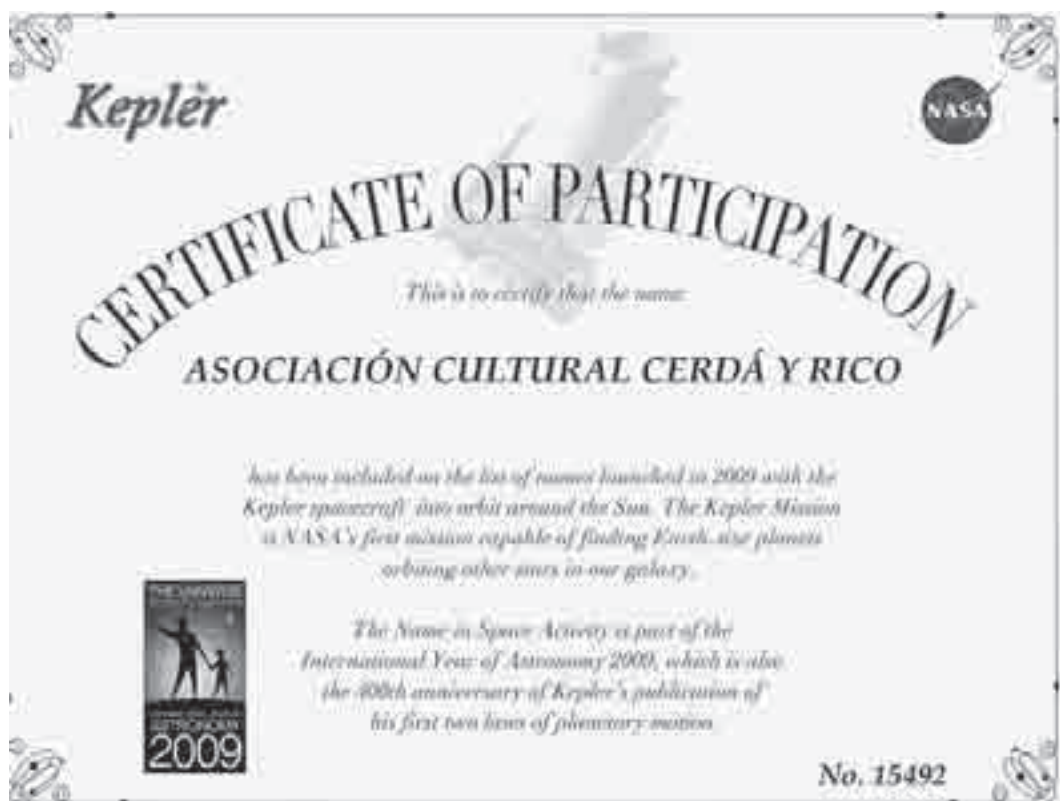 Kepler
NASA
CERTIFICATE OF PARTICIPATION
This is to certify that the name
ASOCIACIÓN CULTURAL CERDÁ Y RICO
has been included on the list of names launched in 2009 with the
Kepler spacecraft into orbit around the Sun. The Kepler Mission
is NASA's first mission capable of finding Earth-size planets
orbiting other stars in our galaxy.
The Name in Space Activity is part of the
International Year of Astronomy 2009, which is also
the 400th anniversary of Kepler's publication of
his first two laws of planetary motion
THE UNIVERSE
ASTRONOMY
2009
No. 15492